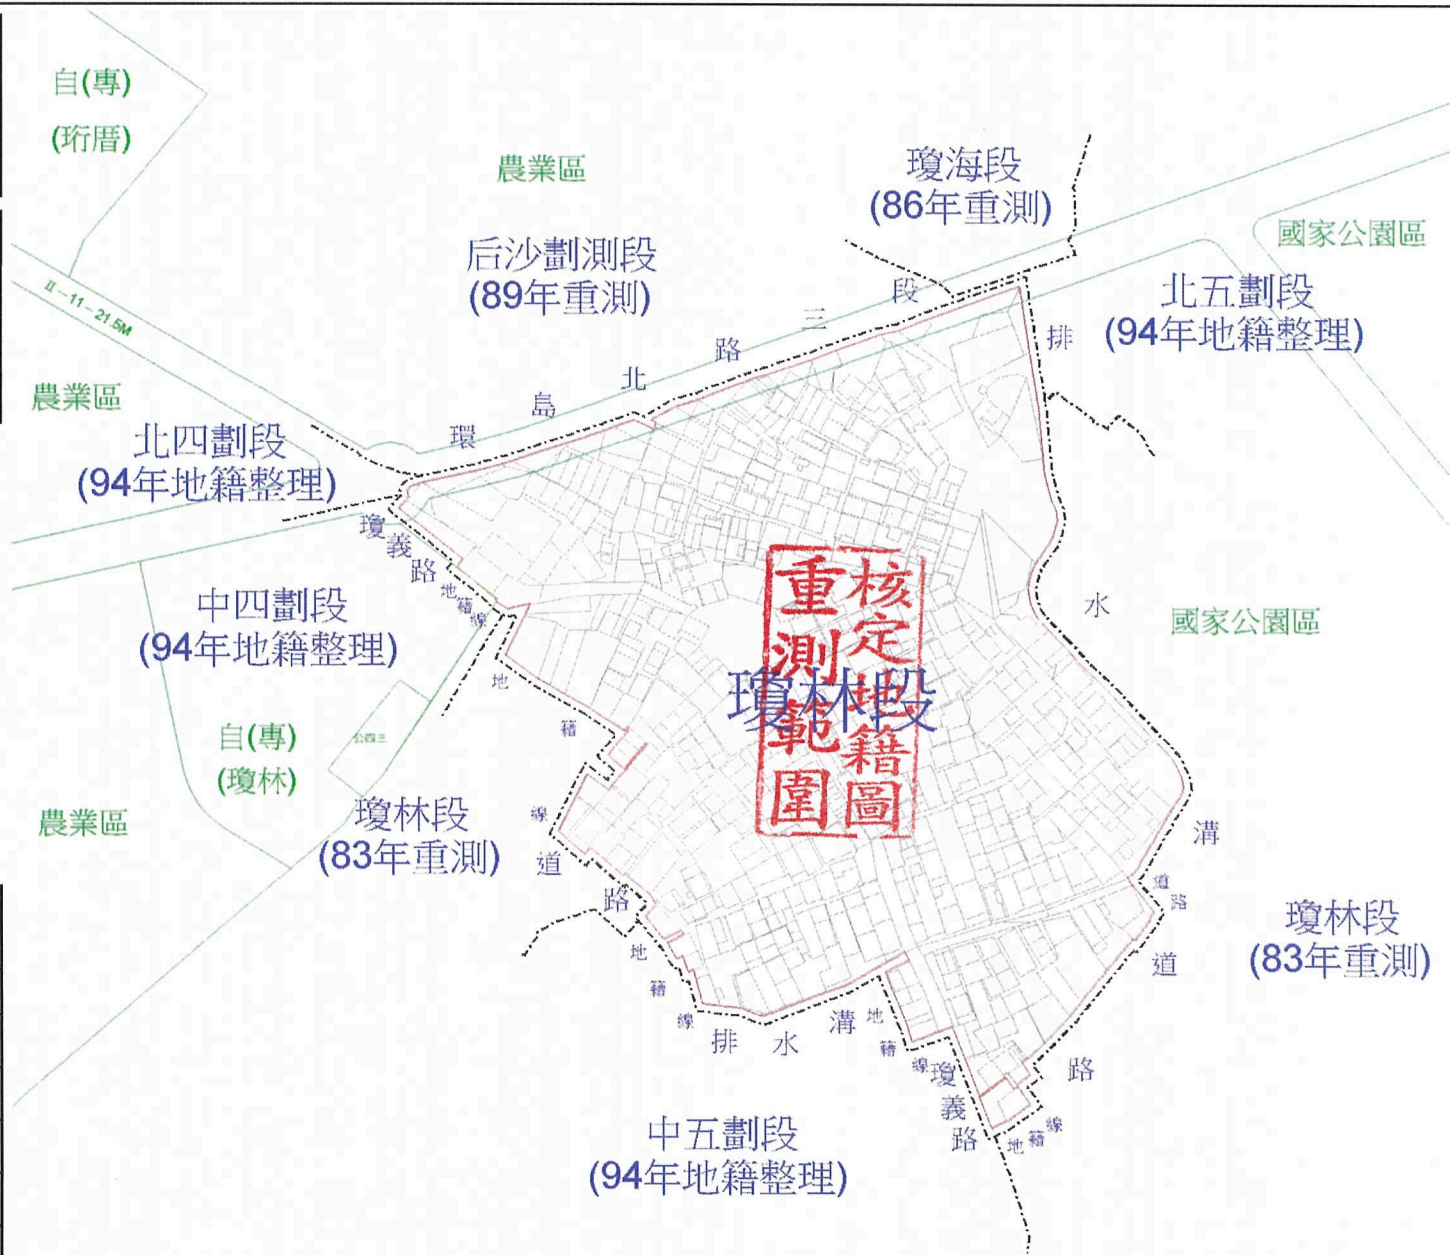 自(專)
(珩厝)
農業區
瓊海段
(86年重測)
國家公園區
后沙劃測段
(89年重測)
北五劃段
(94年地籍整理)
II-11-21.5M
環島北路三段
排水溝
農業區
北四劃段
(94年地籍整理)
瓊義路
地籍線
中四劃段
(94年地籍整理)
國家公園區
核定地籍圖
重測範圍
瓊林段
地籍線
自(專)
(瓊林)
公四三
農業區
瓊林段
(83年重測)
道路
道路
瓊林段
(83年重測)
地籍線
排水溝
地籍線
瓊義路
道路
地籍線
中五劃段
(94年地籍整理)